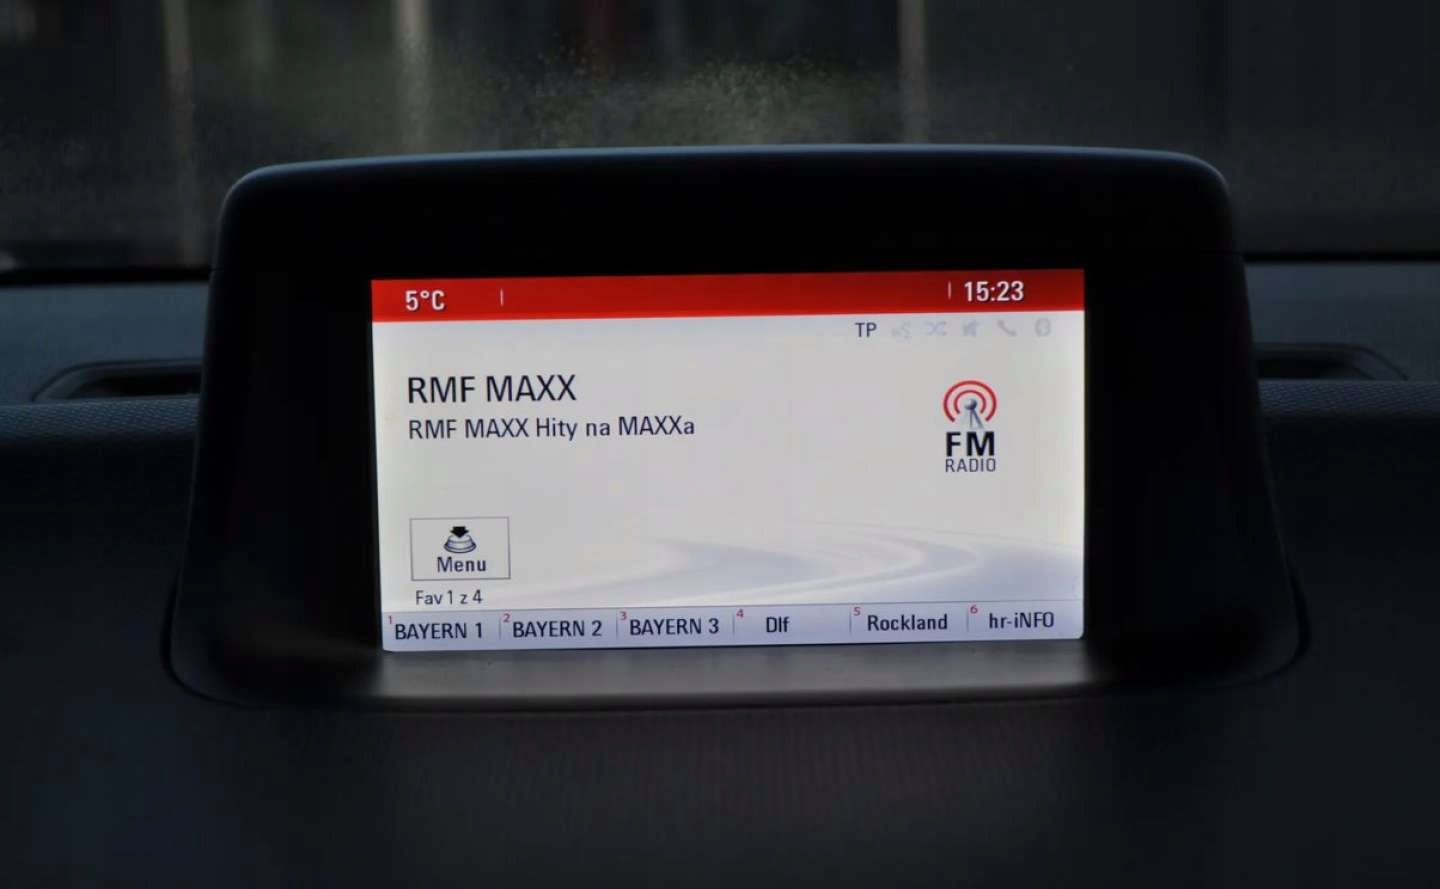 5°C 15:23
TP
RMF MAXX
RMF MAXX Hity na MAXXa
FM
RADIO
Menu
Fav 1 z 4
1 BAYERN 1 2 BAYERN 2 3 BAYERN 3 4 Dlf 5 Rockland 6 hr-iNFO